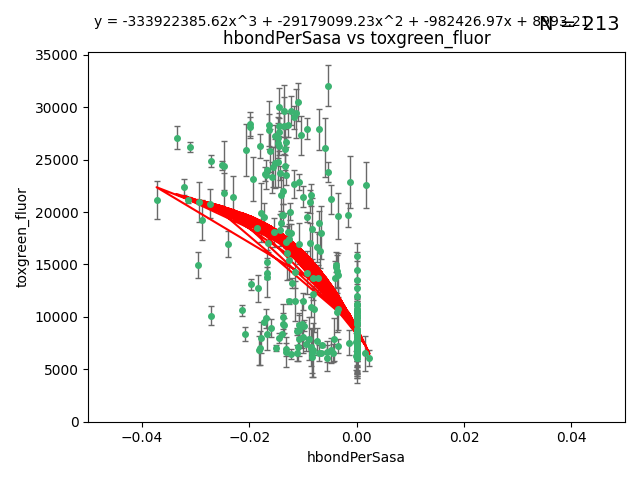 y = -333922385.62x^3 + -29179099.23x^2 + -982426.97x + 8993.21
N = 213
hbondPerSasa vs toxgreen_fluor
35000
30000
25000
20000
15000
10000
5000
0
toxgreen_fluor
-0.04 -0.02 0.00 0.02 0.04
hbondPerSasa